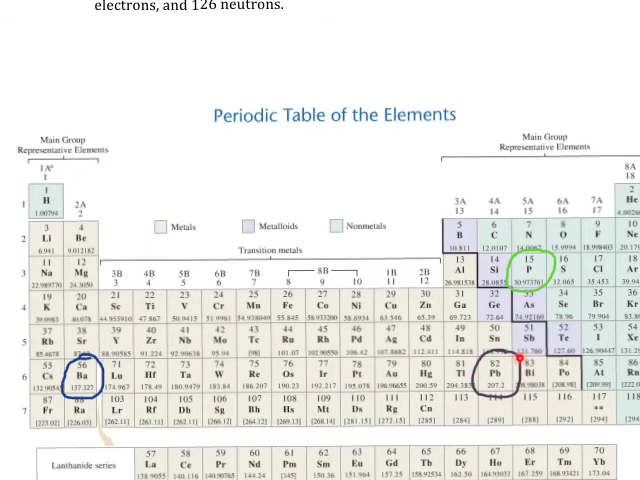 electrons, and 126 neutrons.
Periodic Table of the Elements
Main Group
Representative Elements
Main Group
Representative Elements
1Aᵃ
1
8A
18
1
H
1.00794
2A
2
3A 4A 5A 6A 7A
13 14 15 16 17
2
He
Metals Metalloids Nonmetals
Transition metals
3 4 5 6 7 8 9 10
2 Li Be B C N O F Ne
6.941 9.012182 10.811 12.0107 14.0067 15.9994 18.998403 20.179
11 12 3B 4B 5B 6B 7B 8B 1B 2B 13 14 15 16 17 18
3 Na Mg 3 4 5 6 7 8 9 10 11 12 Al Si P S Cl Ar
22.989770 24.3050 26.981538 28.0855 30.973761 32.065 35.453 39.94
19 20 21 22 23 24 25 26 27 28 29 30 31 32 33 34 35 36
4 K Ca Sc Ti V Cr Mn Fe Co Ni Cu Zn Ga Ge As Se Br Kr
39.0983 40.078 44.955910 47.867 50.9415 51.9961 54.938049 55.845 58.933200 58.6934 63.546 65.39 69.723 72.64 74.92160 78.96 79.904
37 38 39 40 41 42 43 44 45 46 47 48 49 50 51 52 53 54
5 Rb Sr Y Zr Nb Mo Tc Ru Rh Pd Ag Cd In Sn Sb Te I Xe
85.4678 88.90585 91.224 92.90638 95.94 [98] 101.07 102.90550 106.42 107.8682 112.411 114.818 127.60 126.90447
55 56 71 72 73 74 75 76 77 78 79 80 81 82 83 84 85 86
6 Cs Ba Lu Hf Ta W Re Os Ir Pt Au Hg Tl Pb Bi Po At Rn
137.327 174.967 178.49 180.9479 183.84 186.207 190.23 192.217 195.078 196.96655 200.59 204.383 207.2 [208.98] [209.99]
87 88 103 104 105 106 107 108 109 110 111 112 113 114 115 116 117 118
7 Fr Ra Lr Rf Db Sg Bh Hs Mt Ds Rg Cn **
[223.02] [226.03] [262.11] [261.11] [262.11] [266.12] [264.12] [269.13] [268.14] [281.15] [272.15] [285] [284] [289] [288] [292] [294]
57 58 59 60 61 62 63 64 65 66 67 68 69 70
Lanthanide series La Ce Pr Nd Pm Sm Eu Gd Tb Dy Ho Er Tm Yb
138.9055 140.116 140.90765 144.24 [145] 150.36 151.964 157.25 158.92534 162.50 164.93032 167.259 168.93421 173.04